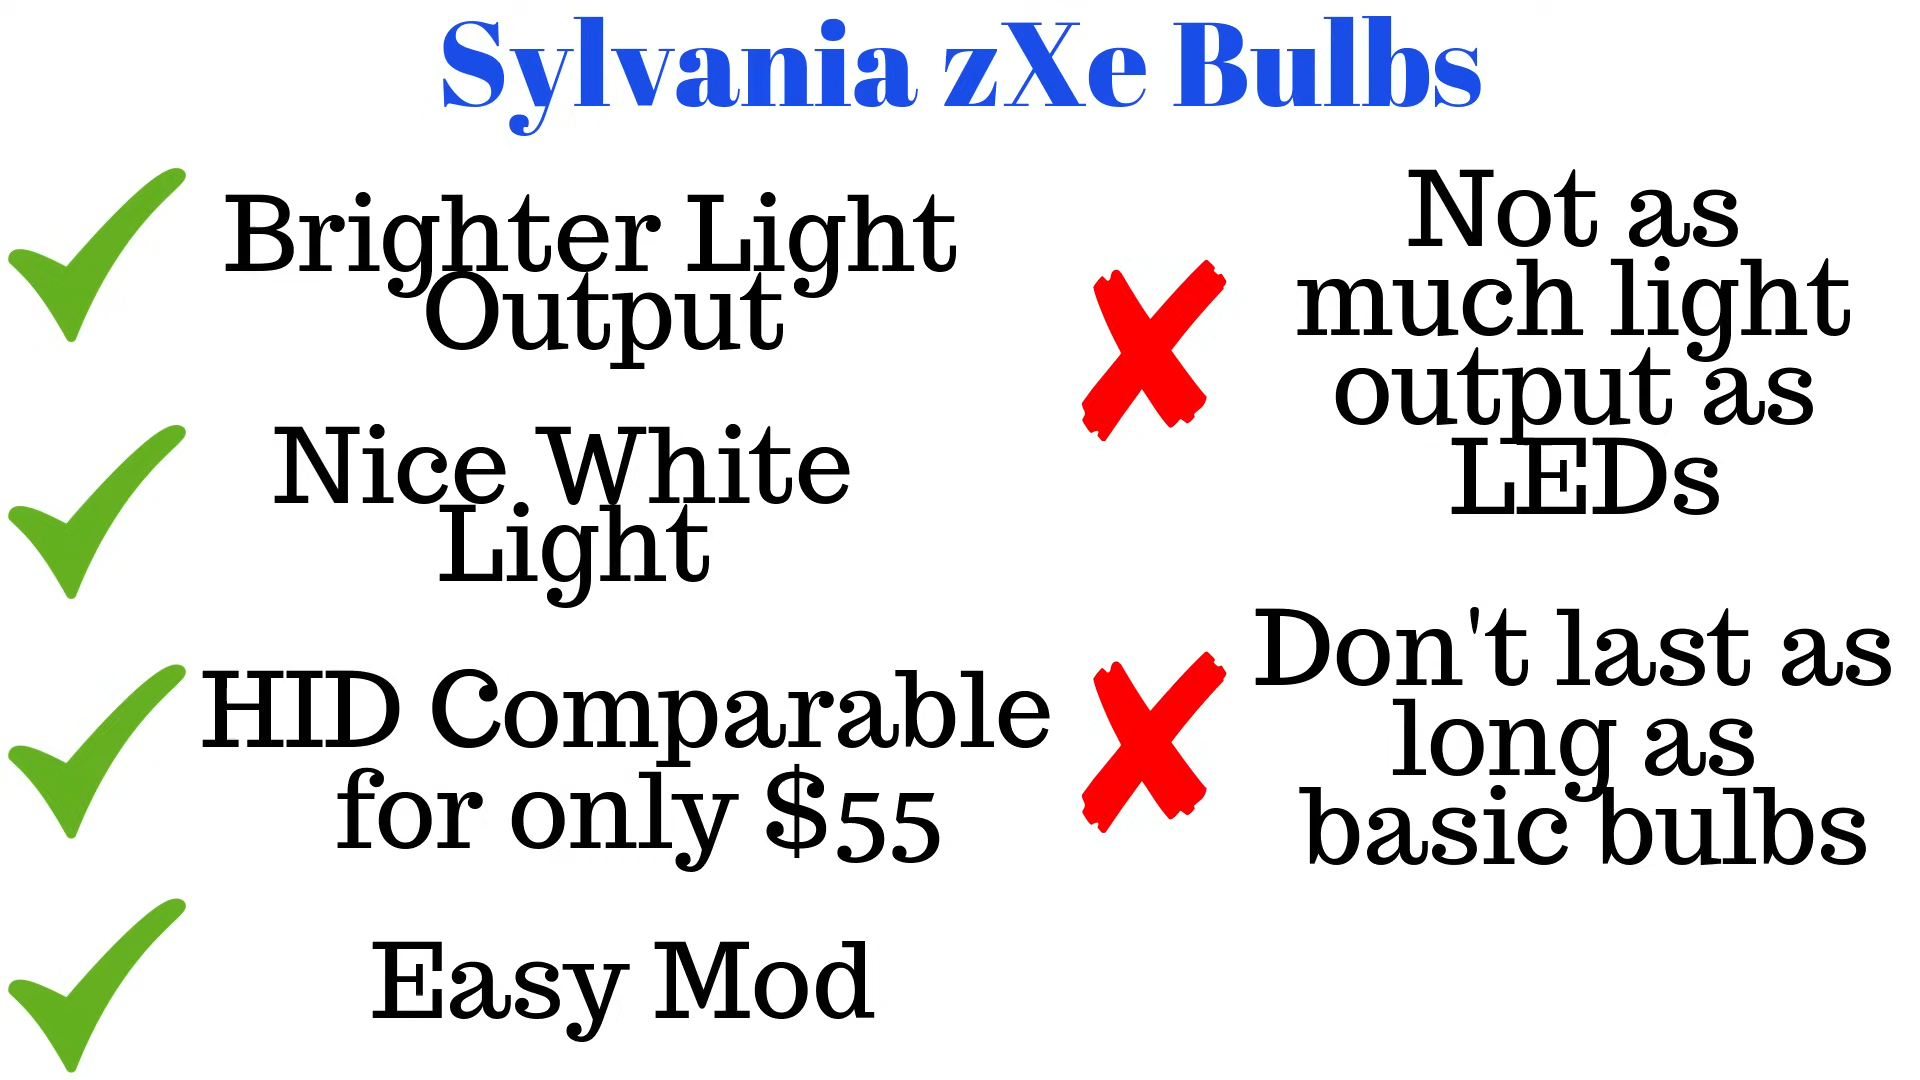 Sylvania zXe Bulbs
Brighter Light
Output
Nice White
Light
HID Comparable
for only $55
Easy Mod
Not as
much light
output as
LEDs
Don't last as
long as
basic bulbs